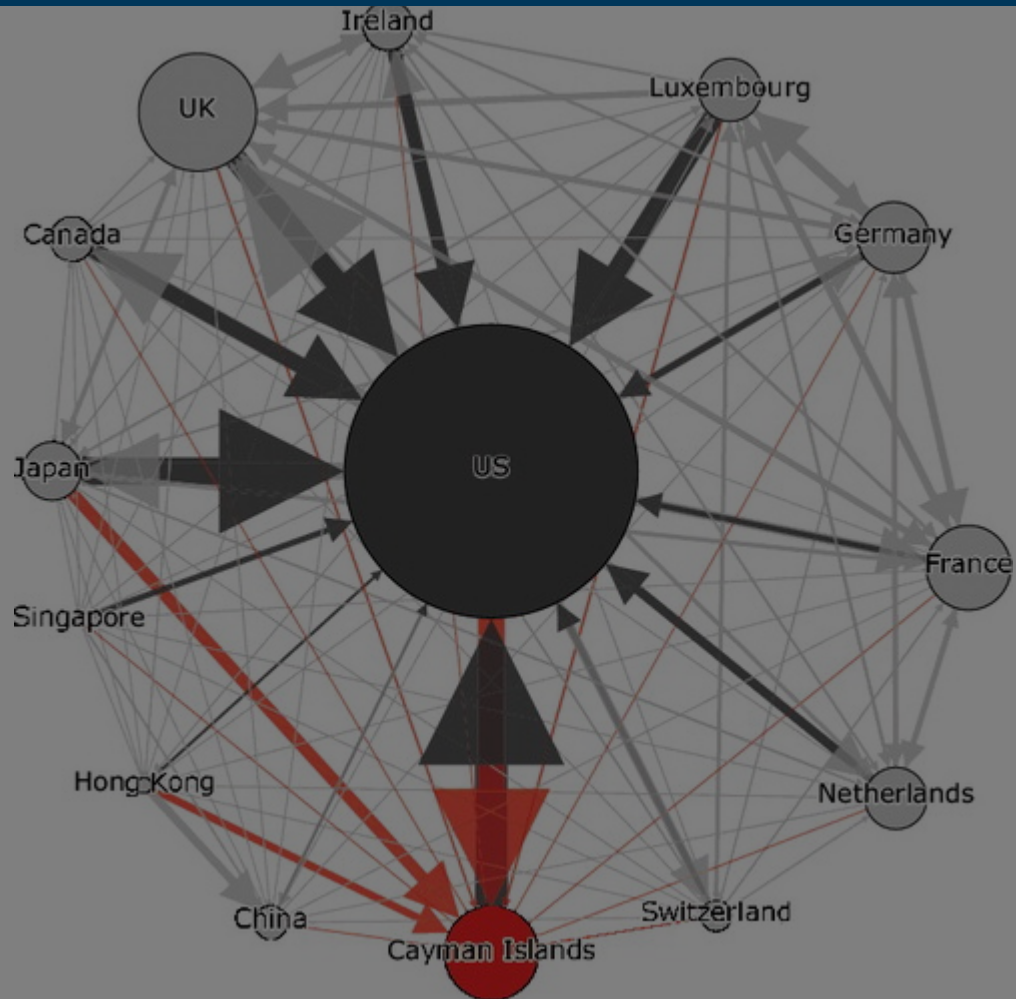 Ireland
Luxembourg
UK
Canada
Germany
US
Japan
France
Singapore
Hong Kong
Netherlands
China
Switzerland
Cayman Islands